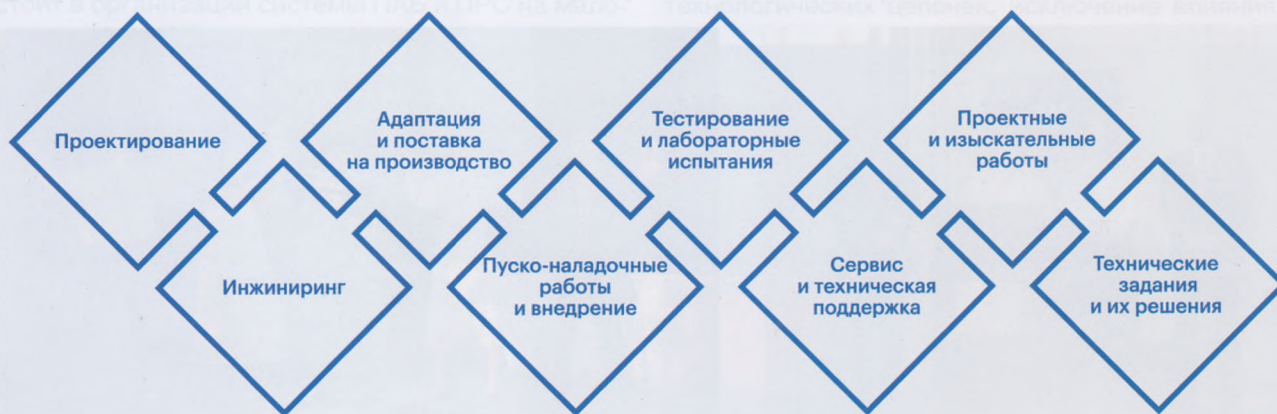 Проектирование
Инжиниринг
Адаптация
и поставка
на производство
Пуско-наладочные
работы
и внедрение
Тестирование
и лабораторные
испытания
Сервис
и техническая
поддержка
Проектные
и изыскательные
работы
Технические
задания
и их решения